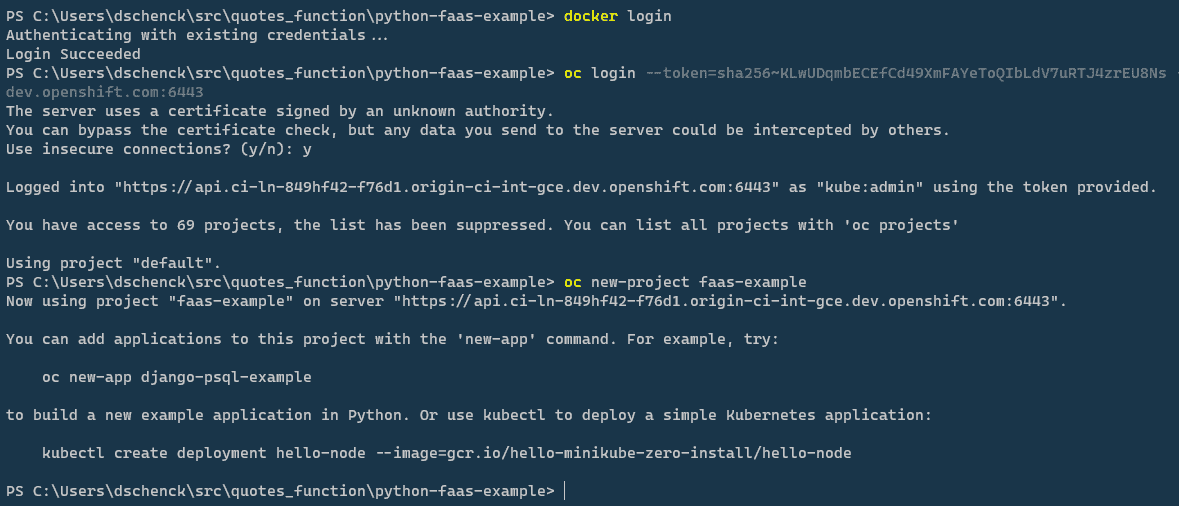 PS C:\Users\dschenck\src\quotes_function\python-faas-example> docker login
Authenticating with existing credentials...
Login Succeeded
PS C:\Users\dschenck\src\quotes_function\python-faas-example> oc login --token=sha256~KLwUDqmbECEfCd49XmFAYeToQIbLdV7uRTJ4zrEU8Ns -
dev.openshift.com:6443
The server uses a certificate signed by an unknown authority.
You can bypass the certificate check, but any data you send to the server could be intercepted by others.
Use insecure connections? (y/n): y
Logged into "https://api.ci-ln-849hf42-f76d1.origin-ci-int-gce.dev.openshift.com:6443" as "kube:admin" using the token provided.
You have access to 69 projects, the list has been suppressed. You can list all projects with 'oc projects'
Using project "default".
PS C:\Users\dschenck\src\quotes_function\python-faas-example> oc new-project faas-example
Now using project "faas-example" on server "https://api.ci-ln-849hf42-f76d1.origin-ci-int-gce.dev.openshift.com:6443".
You can add applications to this project with the 'new-app' command. For example, try:
oc new-app django-psql-example
to build a new example application in Python. Or use kubectl to deploy a simple Kubernetes application:
kubectl create deployment hello-node --image=gcr.io/hello-minikube-zero-install/hello-node
PS C:\Users\dschenck\src\quotes_function\python-faas-example>